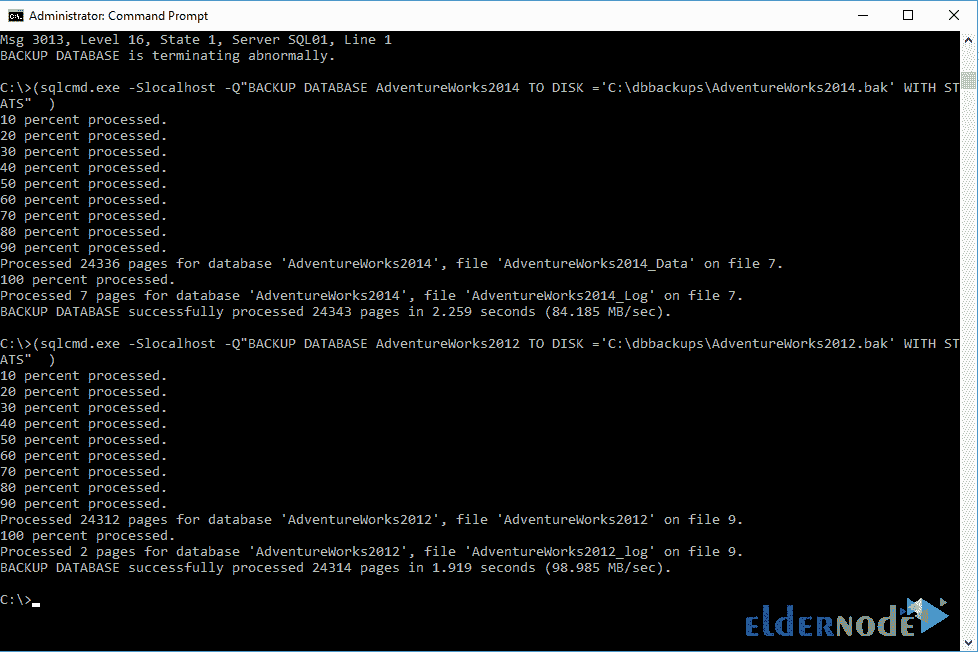 Administrator: Command Prompt
Msg 3013, Level 16, State 1, Server SQL01, Line 1
BACKUP DATABASE is terminating abnormally.
C:\>(sqlcmd.exe -Slocalhost -Q"BACKUP DATABASE AdventureWorks2014 TO DISK ='C:\dbbackups\AdventureWorks2014.bak' WITH ST
ATS"  )
10 percent processed.
20 percent processed.
30 percent processed.
40 percent processed.
50 percent processed.
60 percent processed.
70 percent processed.
80 percent processed.
90 percent processed.
Processed 24336 pages for database 'AdventureWorks2014', file 'AdventureWorks2014_Data' on file 7.
100 percent processed.
Processed 7 pages for database 'AdventureWorks2014', file 'AdventureWorks2014_Log' on file 7.
BACKUP DATABASE successfully processed 24343 pages in 2.259 seconds (84.185 MB/sec).
C:\>(sqlcmd.exe -Slocalhost -Q"BACKUP DATABASE AdventureWorks2012 TO DISK ='C:\dbbackups\AdventureWorks2012.bak' WITH ST
ATS"  )
10 percent processed.
20 percent processed.
30 percent processed.
40 percent processed.
50 percent processed.
60 percent processed.
70 percent processed.
80 percent processed.
90 percent processed.
Processed 24312 pages for database 'AdventureWorks2012', file 'AdventureWorks2012' on file 9.
100 percent processed.
Processed 2 pages for database 'AdventureWorks2012', file 'AdventureWorks2012_log' on file 9.
BACKUP DATABASE successfully processed 24314 pages in 1.919 seconds (98.985 MB/sec).
C:\>
elderNode